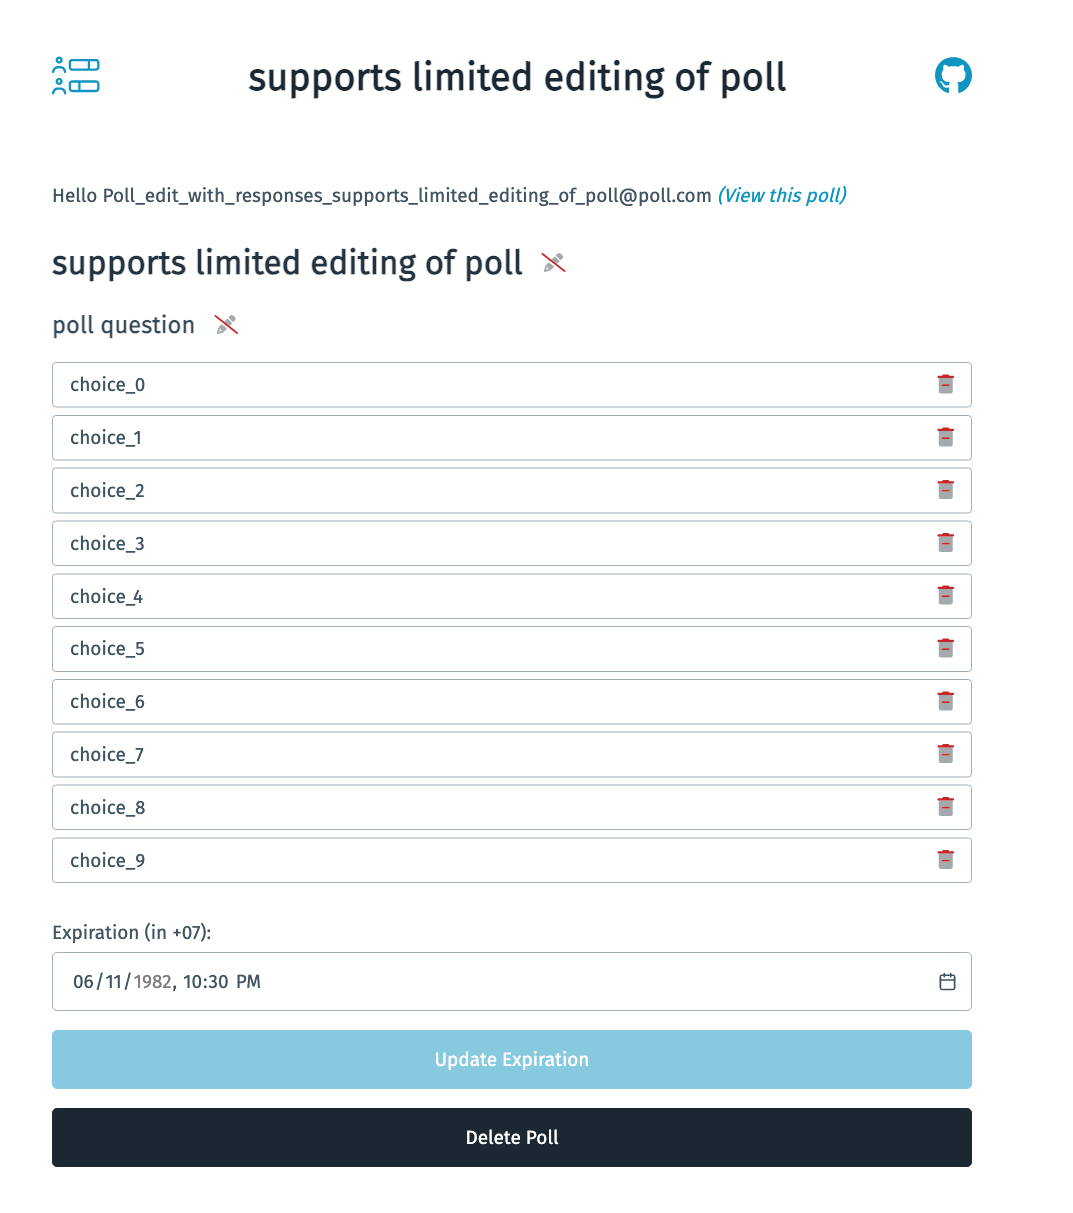 supports limited editing of poll
Hello Poll_edit_with_responses_supports_limited_editing_of_poll@poll.com (View this poll)
supports limited editing of poll
poll question
choice_0
choice_1
choice_2
choice_3
choice_4
choice_5
choice_6
choice_7
choice_8
choice_9
Expiration (in +07):
06/11/1982, 10:30 PM
Update Expiration
Delete Poll